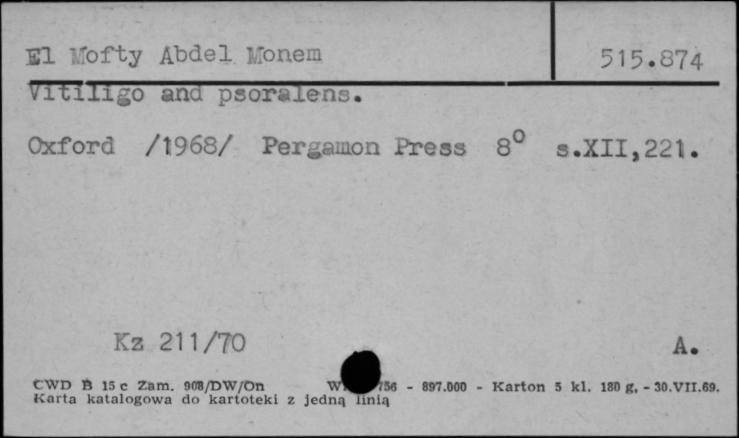 El Mofty Abdel Monem 515.874
Vitiligo and psoralens.
Oxford /1968/ Pergamon Press 8° s.XII,221.
Kz 211/70 A.
CWD B 15 c Zam. 908/DW/On 756 - 897.000 - Karton 5 kl. 180 g, - 30.VII.69.
Karta katalogowa do kartoteki z jedną linią